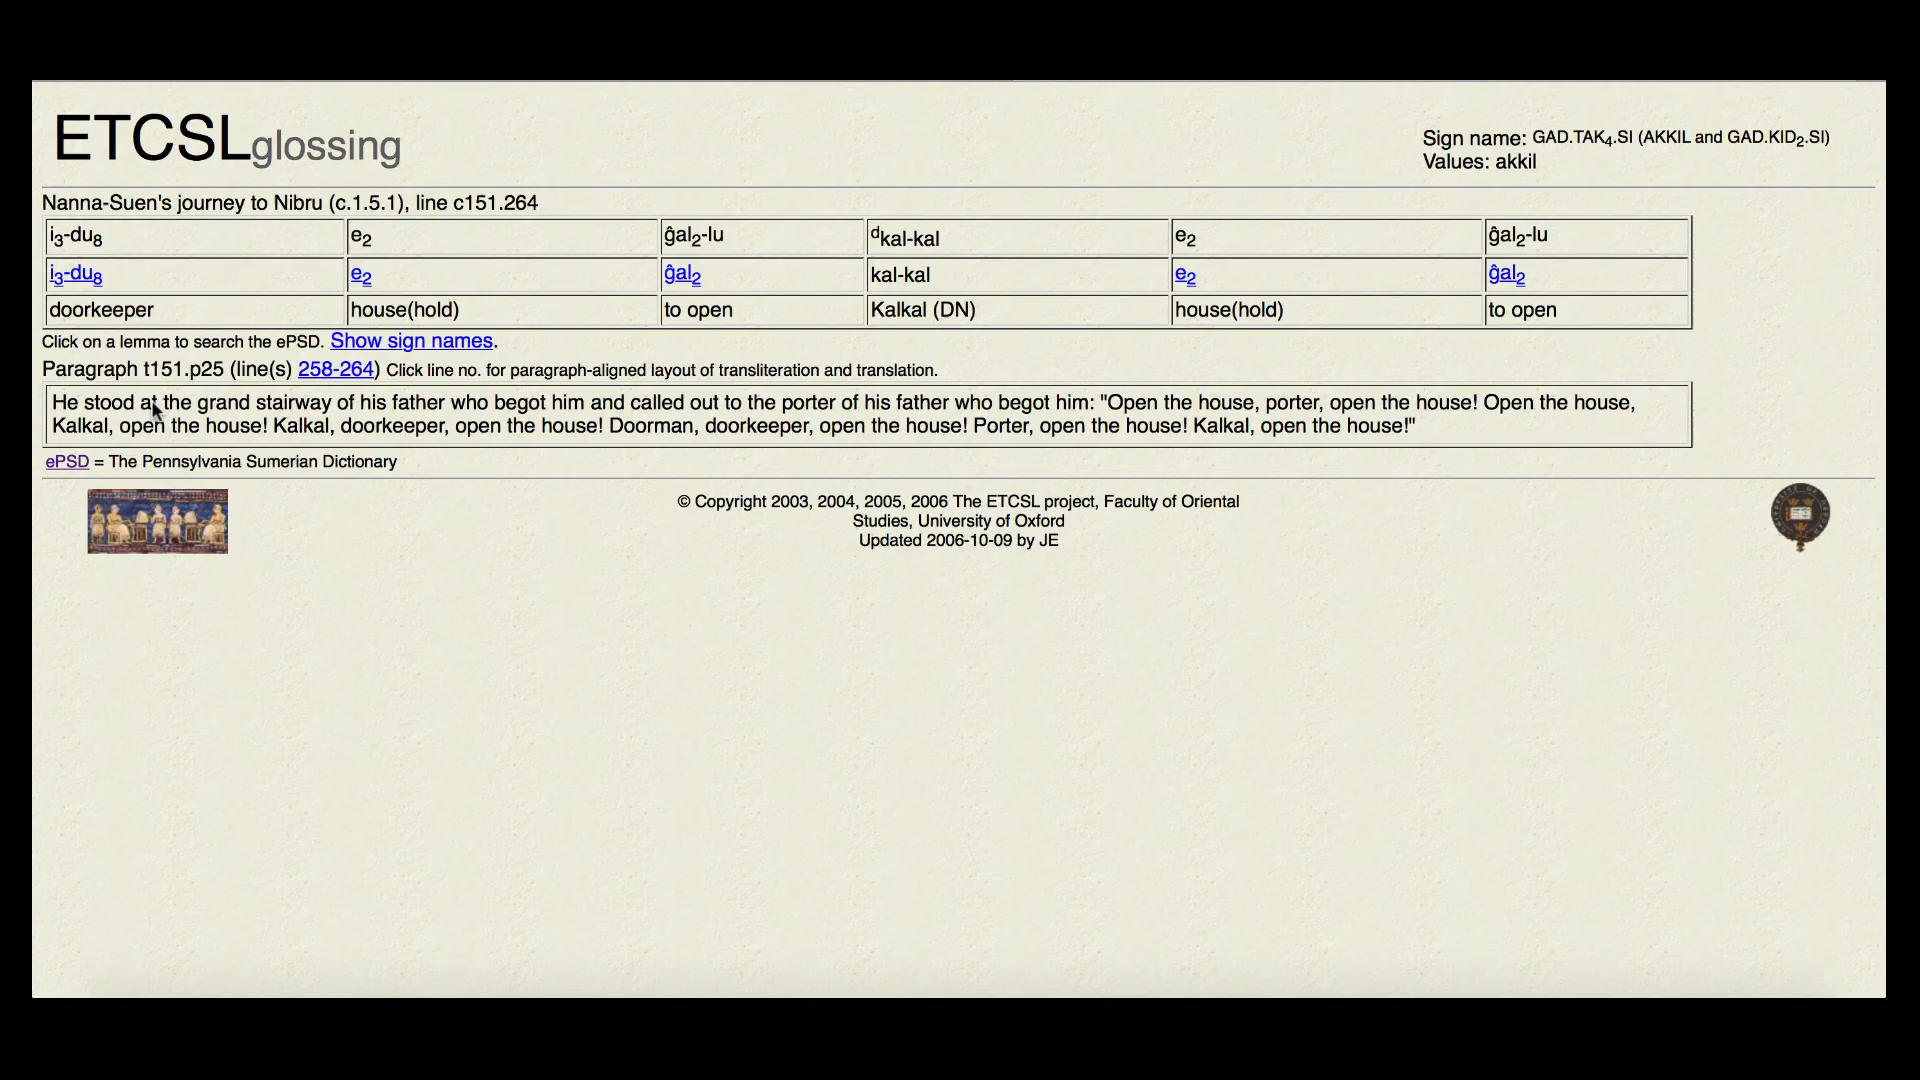 ETCSLglossing
Sign name: GAD.TAK4.SI (AKKIL and GAD.KID2.SI)
Values: akkil
Nanna-Suen's journey to Nibru (c.1.5.1), line c151.264
i3-du8 e2 ĝal2-lu dkal-kal e2 ĝal2-lu
i3-du8 e2 ĝal2 kal-kal e2 ĝal2
doorkeeper house(hold) to open Kalkal (DN) house(hold) to open
Click on a lemma to search the ePSD. Show sign names.
Paragraph t151.p25 (line(s) 258-264) Click line no. for paragraph-aligned layout of transliteration and translation.
He stood at the grand stairway of his father who begot him and called out to the porter of his father who begot him: "Open the house, porter, open the house! Open the house,
Kalkal, open the house! Kalkal, doorkeeper, open the house! Doorman, doorkeeper, open the house! Porter, open the house! Kalkal, open the house!"
ePSD = The Pennsylvania Sumerian Dictionary
© Copyright 2003, 2004, 2005, 2006 The ETCSL project, Faculty of Oriental
Studies, University of Oxford
Updated 2006-10-09 by JE